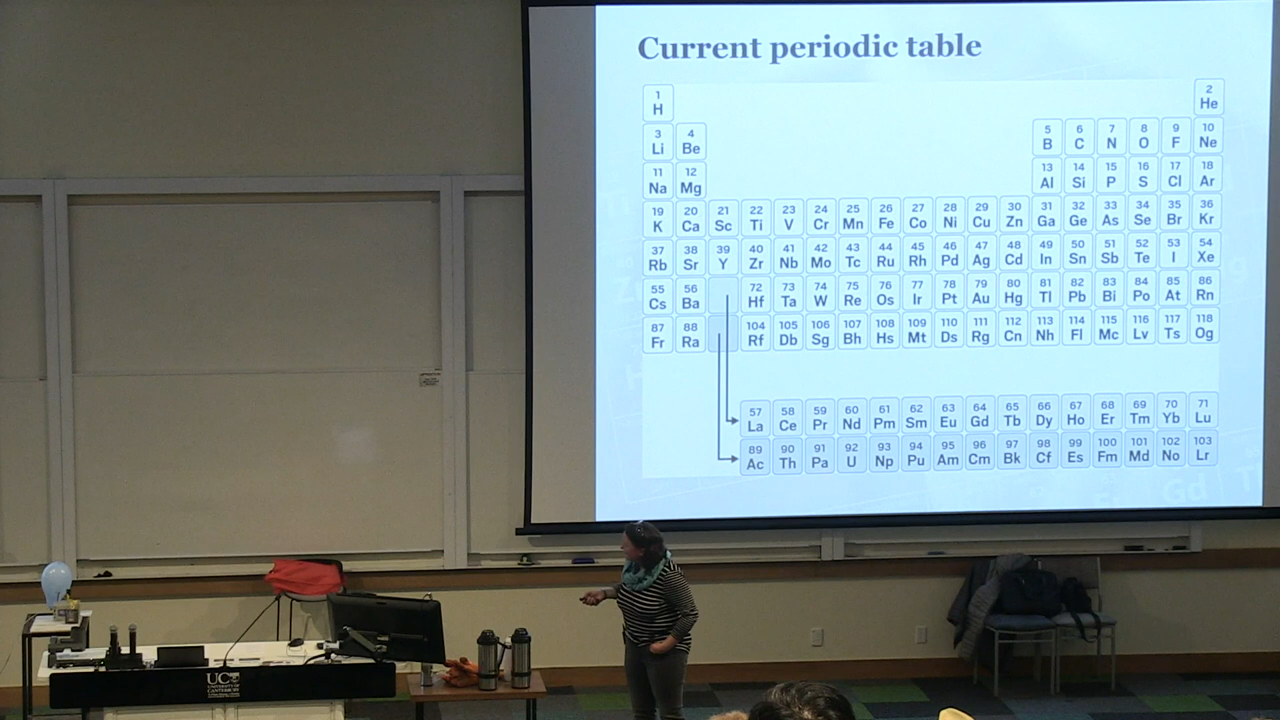 Current periodic table
1 2
H He
3 4 5 6 7 8 9 10
Li Be B C N O F Ne
11 12 13 14 15 16 17 18
Na Mg Al Si P S Cl Ar
19 20 21 22 23 24 25 26 27 28 29 30 31 32 33 34 35 36
K Ca Sc Ti V Cr Mn Fe Co Ni Cu Zn Ga Ge As Se Br Kr
37 38 39 40 41 42 43 44 45 46 47 48 49 50 51 52 53 54
Rb Sr Y Zr Nb Mo Tc Ru Rh Pd Ag Cd In Sn Sb Te I Xe
55 56 72 73 74 75 76 77 78 79 80 81 82 83 84 85 86
Cs Ba Hf Ta W Re Os Ir Pt Au Hg Tl Pb Bi Po At Rn
87 88 104 105 106 107 108 109 110 111 112 113 114 115 116 117 118
Fr Ra Rf Db Sg Bh Hs Mt Ds Rg Cn Nh Fl Mc Lv Ts Og
57 58 59 60 61 62 63 64 65 66 67 68 69 70 71
La Ce Pr Nd Pm Sm Eu Gd Tb Dy Ho Er Tm Yb Lu
89 90 91 92 93 94 95 96 97 98 99 100 101 102 103
Ac Th Pa U Np Pu Am Cm Bk Cf Es Fm Md No Lr
Gd
UC
UNIVERSITY OF
CANTERBURY